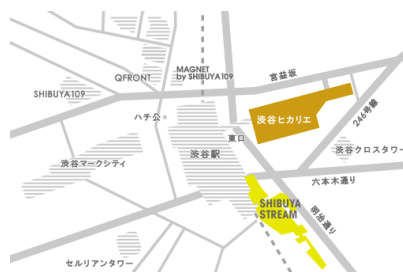 MAGNET
by SHIBUYA109
QFRONT
宮益坂
SHIBUYA109
ハチ公
渋谷ヒカリエ
246号線
東口
渋谷クロスタワー
渋谷駅
渋谷マークシティ
六本木通り
SHIBUYA
STREAM
明治通り
セルリアンタワー